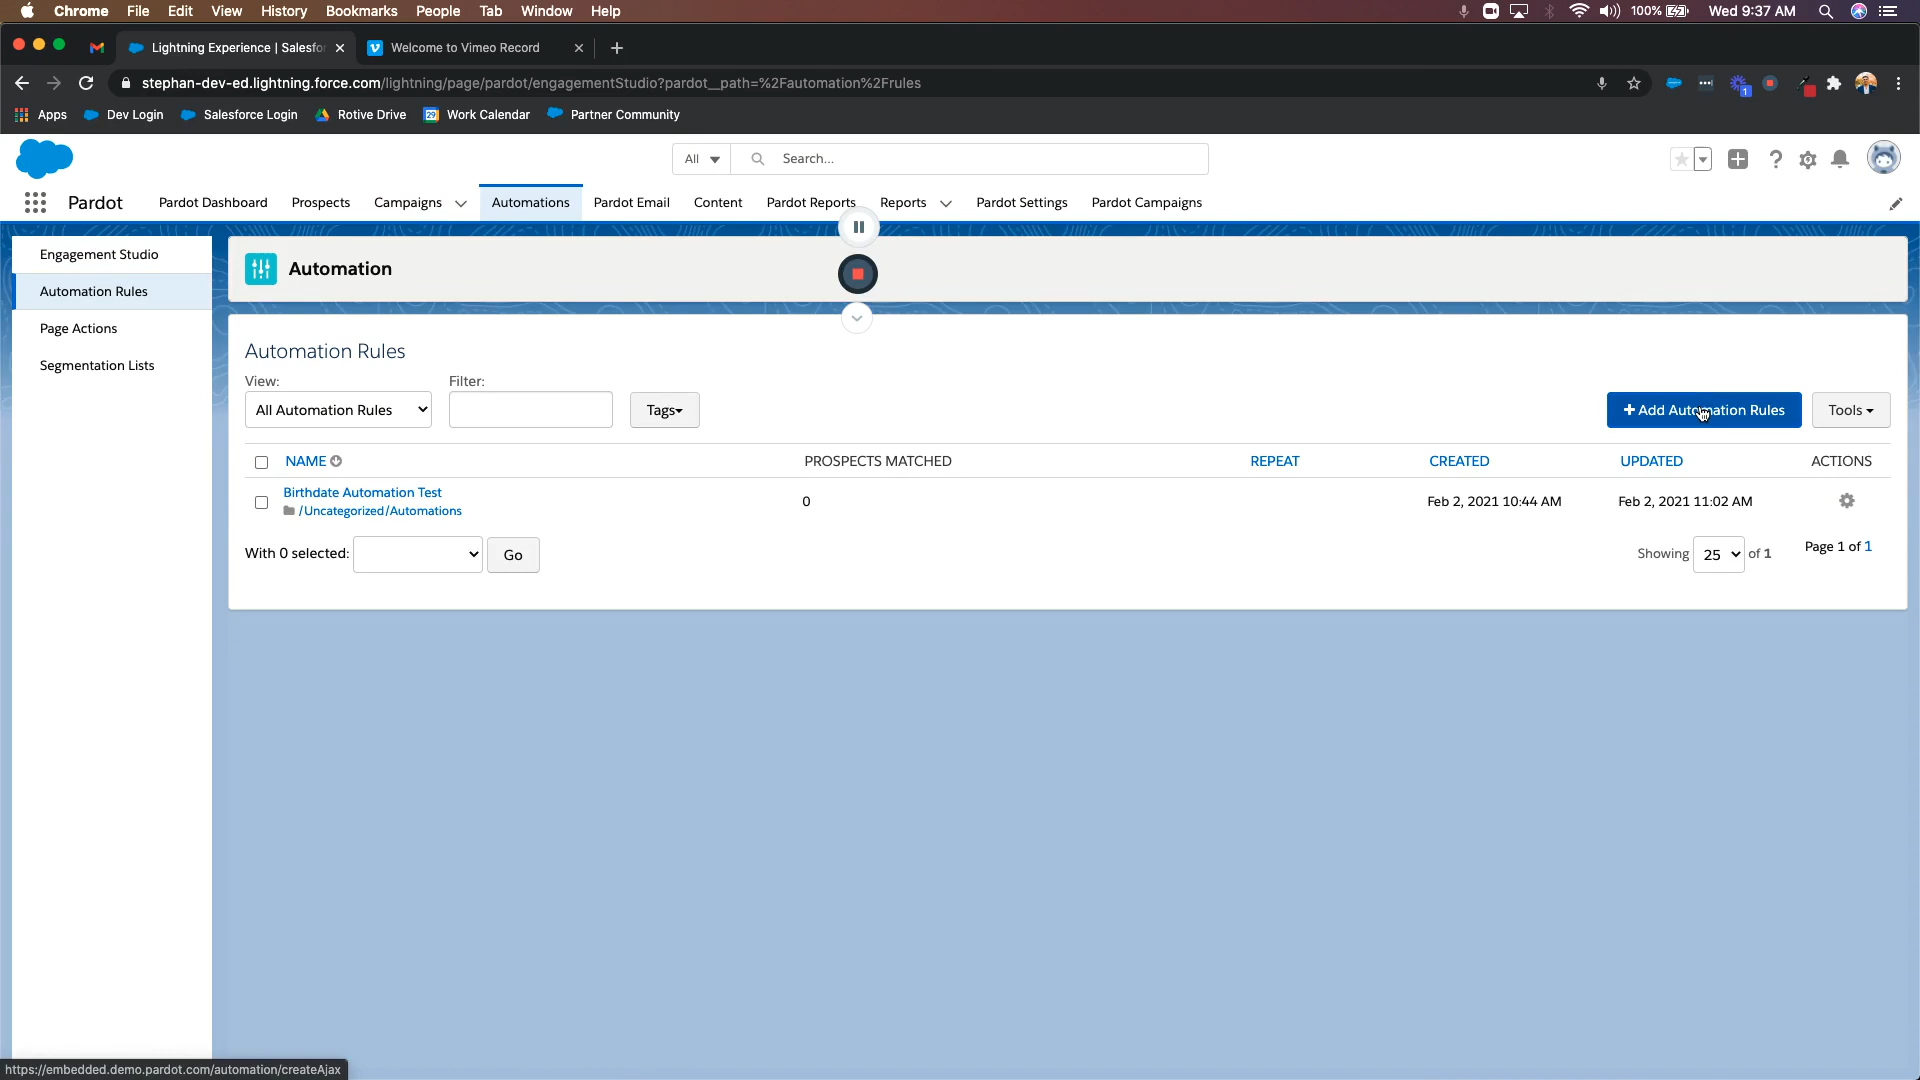 Chrome File Edit View History Bookmarks People Tab Window Help 100% Wed 9:37 AM
Lightning Experience | Salesfo Welcome to Vimeo Record
stephan-dev-ed.lightning.force.com/lightning/page/pardot/engagementStudio?pardot__path=%2Fautomation%2Frules
1
Apps Dev Login Salesforce Login Rotive Drive 29 Work Calendar Partner Community
All Search...
Pardot Pardot Dashboard Prospects Campaigns Automations Pardot Email Content Pardot Reports Reports Pardot Settings Pardot Campaigns
Engagement Studio
Automation Rules
Page Actions
Segmentation Lists
Automation
Automation Rules
View: Filter:
All Automation Rules Tags + Add Automation Rules Tools
NAME PROSPECTS MATCHED REPEAT CREATED UPDATED ACTIONS
Birthdate Automation Test 0 Feb 2, 2021 10:44 AM Feb 2, 2021 11:02 AM
/Uncategorized/Automations
With 0 selected: Go Showing 25 of 1 Page 1 of 1
https://embedded.demo.pardot.com/automation/createAjax